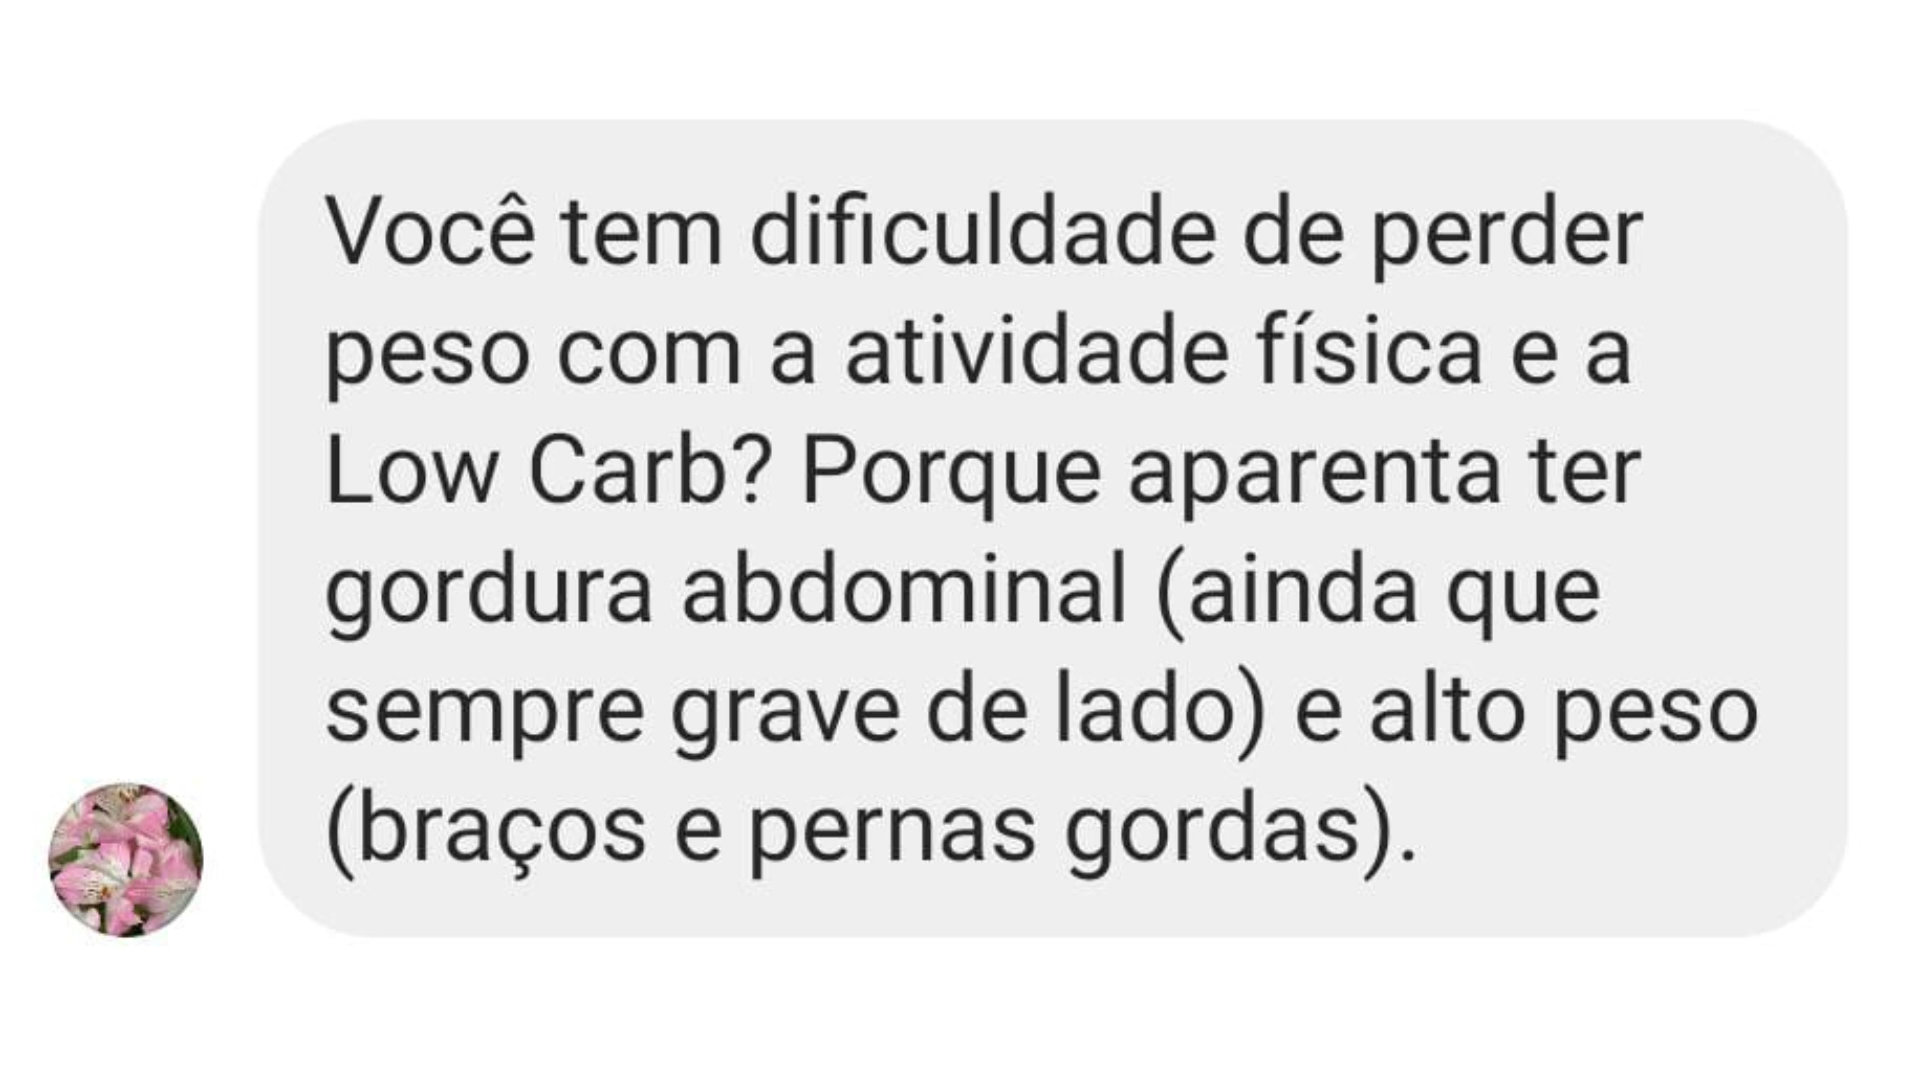 Você tem dificuldade de perder
peso com a atividade física e a
Low Carb? Porque aparenta ter
gordura abdominal (ainda que
sempre grave de lado) e alto peso
(braços e pernas gordas).